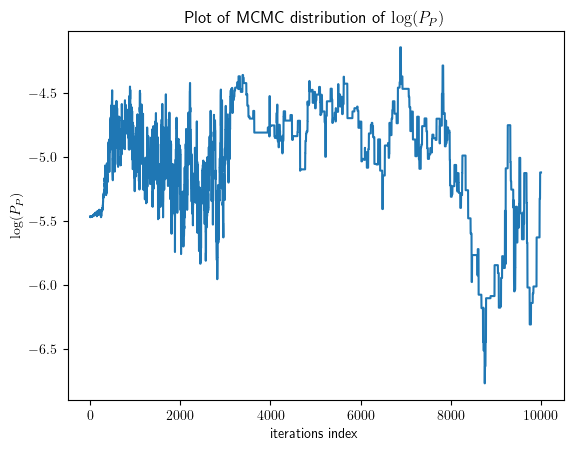 Plot of MCMC distribution of log(P_P)
log(P_P)
−4.5
−5.0
−5.5
−6.0
−6.5
0 2000 4000 6000 8000 10000
iterations index